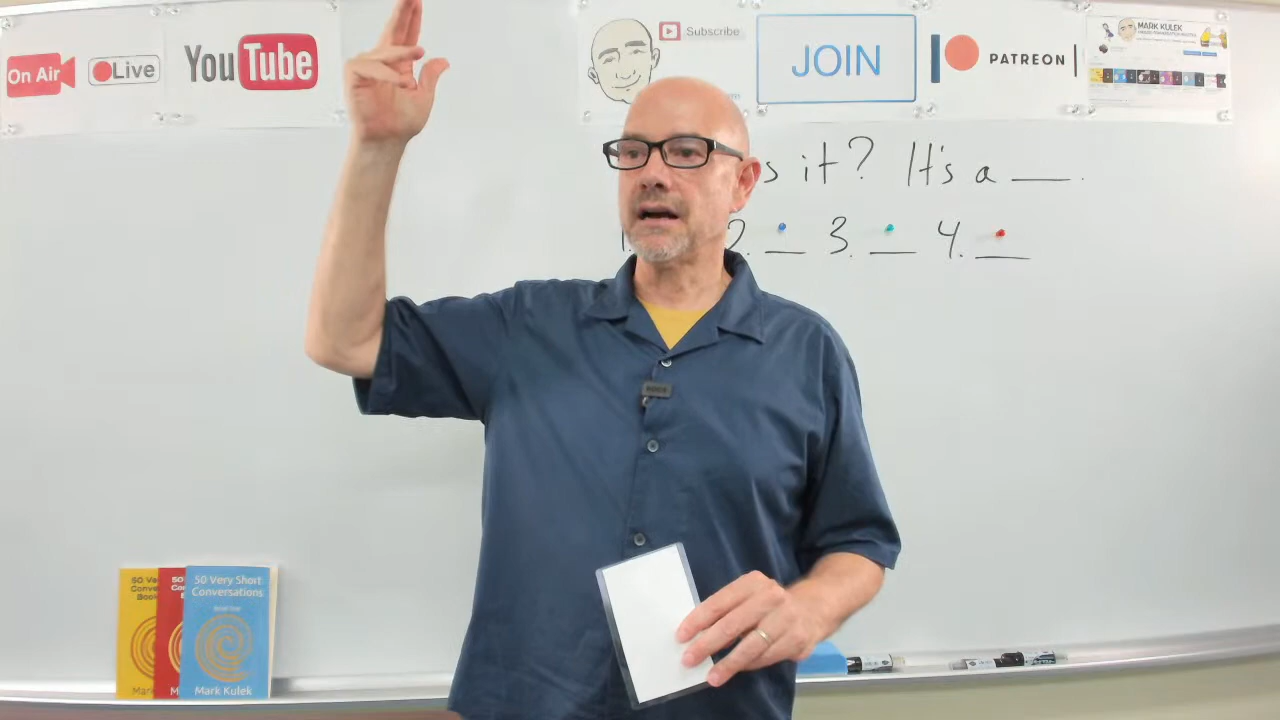 On Air
Live
YouTube
Subscribe
JOIN
PATREON
MARK KULEK
s it? It's a ___.
1. 2. ___ 3. ___ 4. ___
50 Very Short
Conversations
Mark Kulek